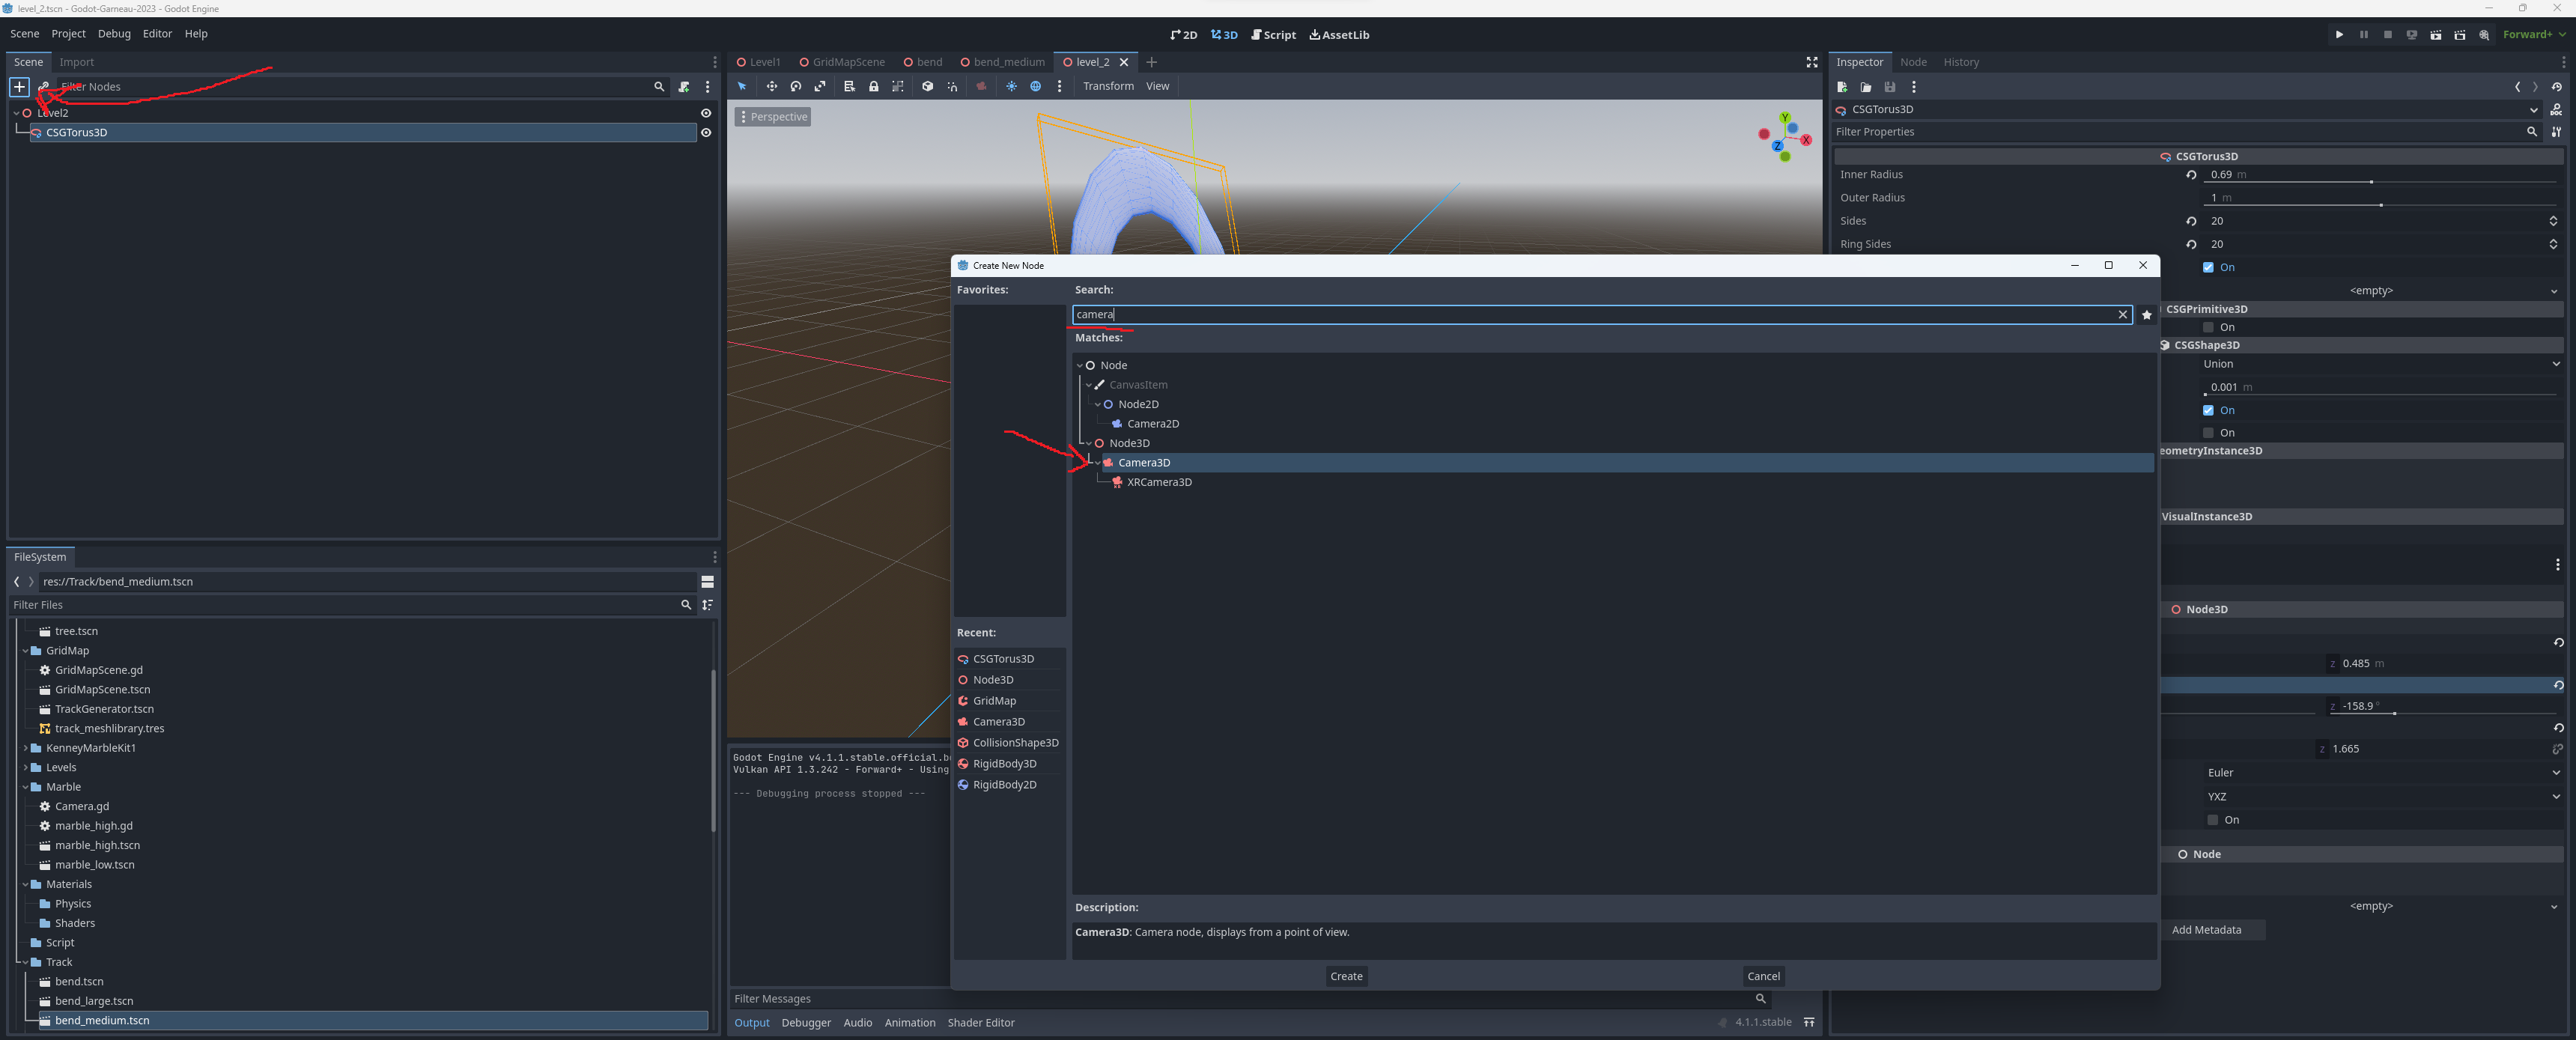 level_2.tscn - Godot-Garneau-2023 - Godot Engine
Scene Project Debug Editor Help
2D 3D Script AssetLib
Forward+
Scene Import
Filter Nodes
Level2
CSGTorus3D
FileSystem
res://Track/bend_medium.tscn
Filter Files
tree.tscn
GridMap
GridMapScene.gd
GridMapScene.tscn
TrackGenerator.tscn
track_meshlibrary.tres
KenneyMarbleKit1
Levels
Marble
Camera.gd
marble_high.gd
marble_high.tscn
marble_low.tscn
Materials
Physics
Shaders
Script
Track
bend.tscn
bend_large.tscn
bend_medium.tscn
Level1 GridMapScene bend bend_medium level_2
Transform View
Perspective
Y
X
Z
Create New Node
Favorites:
Search:
camera
Matches:
Node
CanvasItem
Node2D
Camera2D
Node3D
Camera3D
XRCamera3D
Recent:
CSGTorus3D
Node3D
GridMap
Camera3D
CollisionShape3D
RigidBody3D
RigidBody2D
Description:
Camera3D: Camera node, displays from a point of view.
Create Cancel
Godot Engine v4.1.1.stable.official.b
Vulkan API 1.3.242 - Forward+ - Using
--- Debugging process stopped ---
Filter Messages
Output Debugger Audio Animation Shader Editor
4.1.1.stable
Inspector Node History
CSGTorus3D
DOC
Filter Properties
CSGTorus3D
Inner Radius 0.69 m
Outer Radius 1 m
Sides 20
Ring Sides 20
On
<empty>
CSGPrimitive3D
On
CSGShape3D
Union
0.001 m
On
On
eometryInstance3D
VisualInstance3D
Node3D
z 0.485 m
z -158.9 °
z 1.665
Euler
YXZ
On
Node
<empty>
Add Metadata